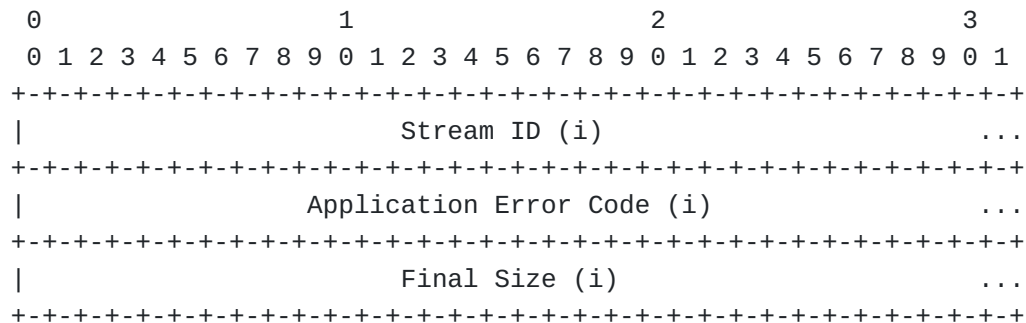 0                   1                   2                   3
0 1 2 3 4 5 6 7 8 9 0 1 2 3 4 5 6 7 8 9 0 1 2 3 4 5 6 7 8 9 0 1
+-+-+-+-+-+-+-+-+-+-+-+-+-+-+-+-+-+-+-+-+-+-+-+-+-+-+-+-+-+-+-+-+
|                        Stream ID (i)                        ...
+-+-+-+-+-+-+-+-+-+-+-+-+-+-+-+-+-+-+-+-+-+-+-+-+-+-+-+-+-+-+-+-+
|                  Application Error Code (i)                 ...
+-+-+-+-+-+-+-+-+-+-+-+-+-+-+-+-+-+-+-+-+-+-+-+-+-+-+-+-+-+-+-+-+
|                        Final Size (i)                       ...
+-+-+-+-+-+-+-+-+-+-+-+-+-+-+-+-+-+-+-+-+-+-+-+-+-+-+-+-+-+-+-+-+